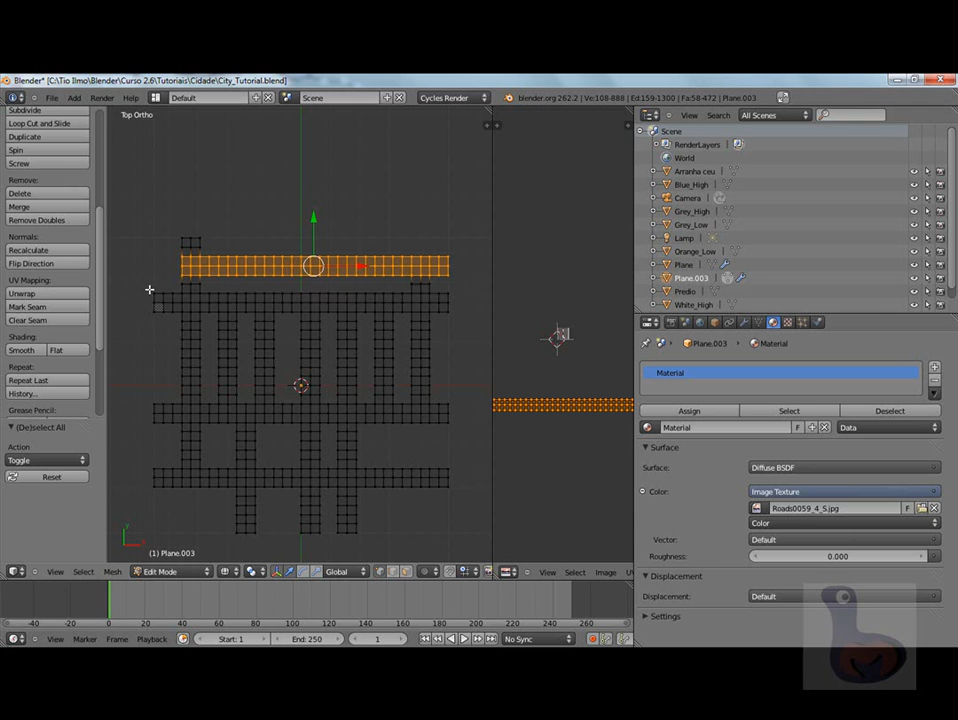 Blender* [C:\Tio Ilmo\Blender\Curso 2.6\Tutoriais\Cidade\City_Tutorial.blend]
File Add Render Help Default Scene Cycles Render blender.org 262.2 | Ve:108-888 | Ed:159-1300 | Fa:58-472 | Plane.003
Subdivide
Loop Cut and Slide
Duplicate
Spin
Screw
Remove:
Delete
Merge
Remove Doubles
Normals:
Recalculate
Flip Direction
UV Mapping:
Unwrap
Mark Seam
Clear Seam
Shading:
Smooth Flat
Repeat:
Repeat Last
History...
Grease Pencil:
(De)select All
Action
Toggle
Reset
Top Ortho
(1) Plane.003
View Select Mesh Edit Mode Global
View Select Image
View Search All Scenes
Scene
RenderLayers
World
Arranha ceu
Blue_High
Camera
Grey_High
Grey_Low
Lamp
Orange_Low
Plane
Plane.003
Predio
White_High
Plane.003 Material
Material
Assign Select Deselect
Material F Data
Surface
Surface: Diffuse BSDF
Color: Image Texture
Roads0059_4_S.jpg F
Color
Vector: Default
Roughness: 0.000
Displacement
Displacement: Default
Settings
-40 -20 0 20 40 60 80 100 120 140 160 180 200 220 240 260
View Marker Frame Playback Start: 1 End: 250 1 No Sync